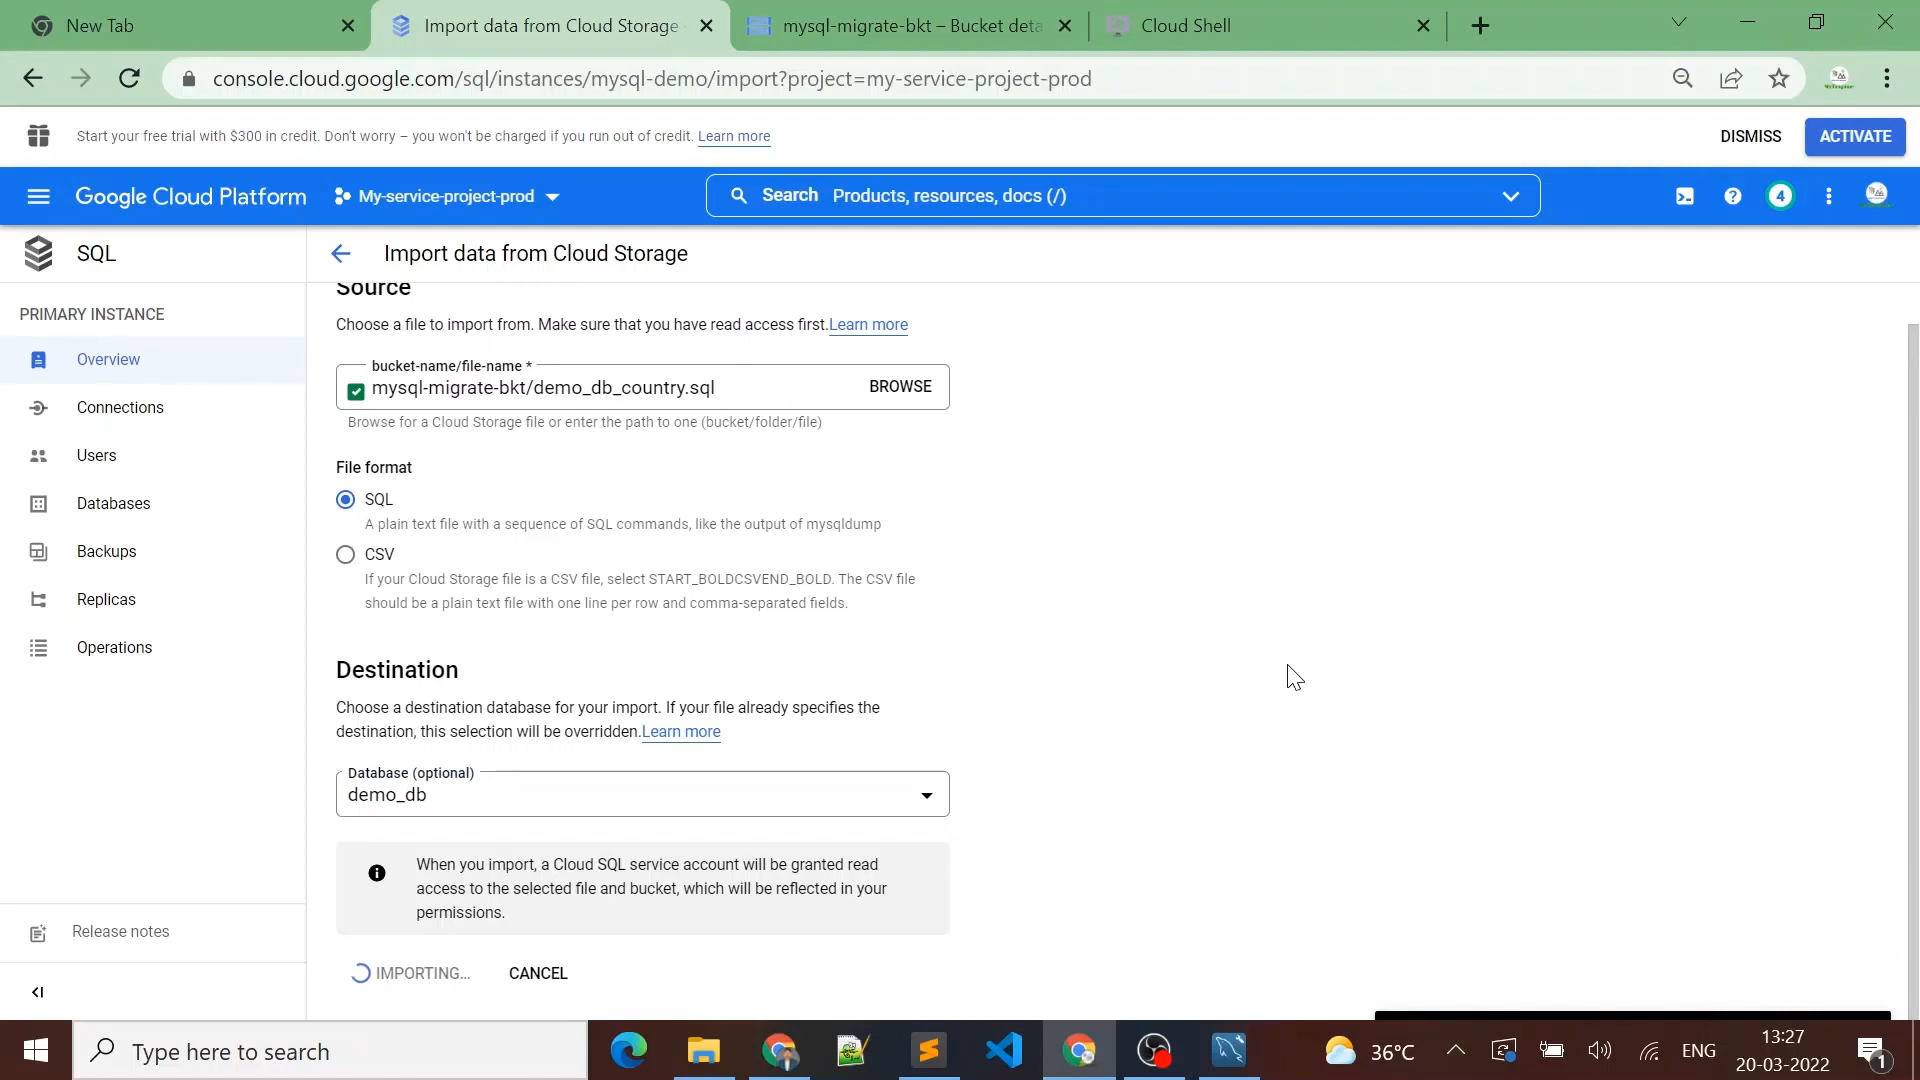 New Tab
Import data from Cloud Storage -
mysql-migrate-bkt – Bucket deta
Cloud Shell
console.cloud.google.com/sql/instances/mysql-demo/import?project=my-service-project-prod
Start your free trial with $300 in credit. Don't worry – you won't be charged if you run out of credit. Learn more
DISMISS
ACTIVATE
Google Cloud Platform
My-service-project-prod
Search Products, resources, docs (/)
4
SQL
Import data from Cloud Storage
PRIMARY INSTANCE
Overview
Connections
Users
Databases
Backups
Replicas
Operations
Release notes
Source
Choose a file to import from. Make sure that you have read access first.Learn more
bucket-name/file-name *
mysql-migrate-bkt/demo_db_country.sql
BROWSE
Browse for a Cloud Storage file or enter the path to one (bucket/folder/file)
File format
SQL
A plain text file with a sequence of SQL commands, like the output of mysqldump
CSV
If your Cloud Storage file is a CSV file, select START_BOLDCSVEND_BOLD. The CSV file
should be a plain text file with one line per row and comma-separated fields.
Destination
Choose a destination database for your import. If your file already specifies the
destination, this selection will be overridden.Learn more
Database (optional)
demo_db
When you import, a Cloud SQL service account will be granted read
access to the selected file and bucket, which will be reflected in your
permissions.
IMPORTING...
CANCEL
Type here to search
36°C
ENG
13:27
20-03-2022
1